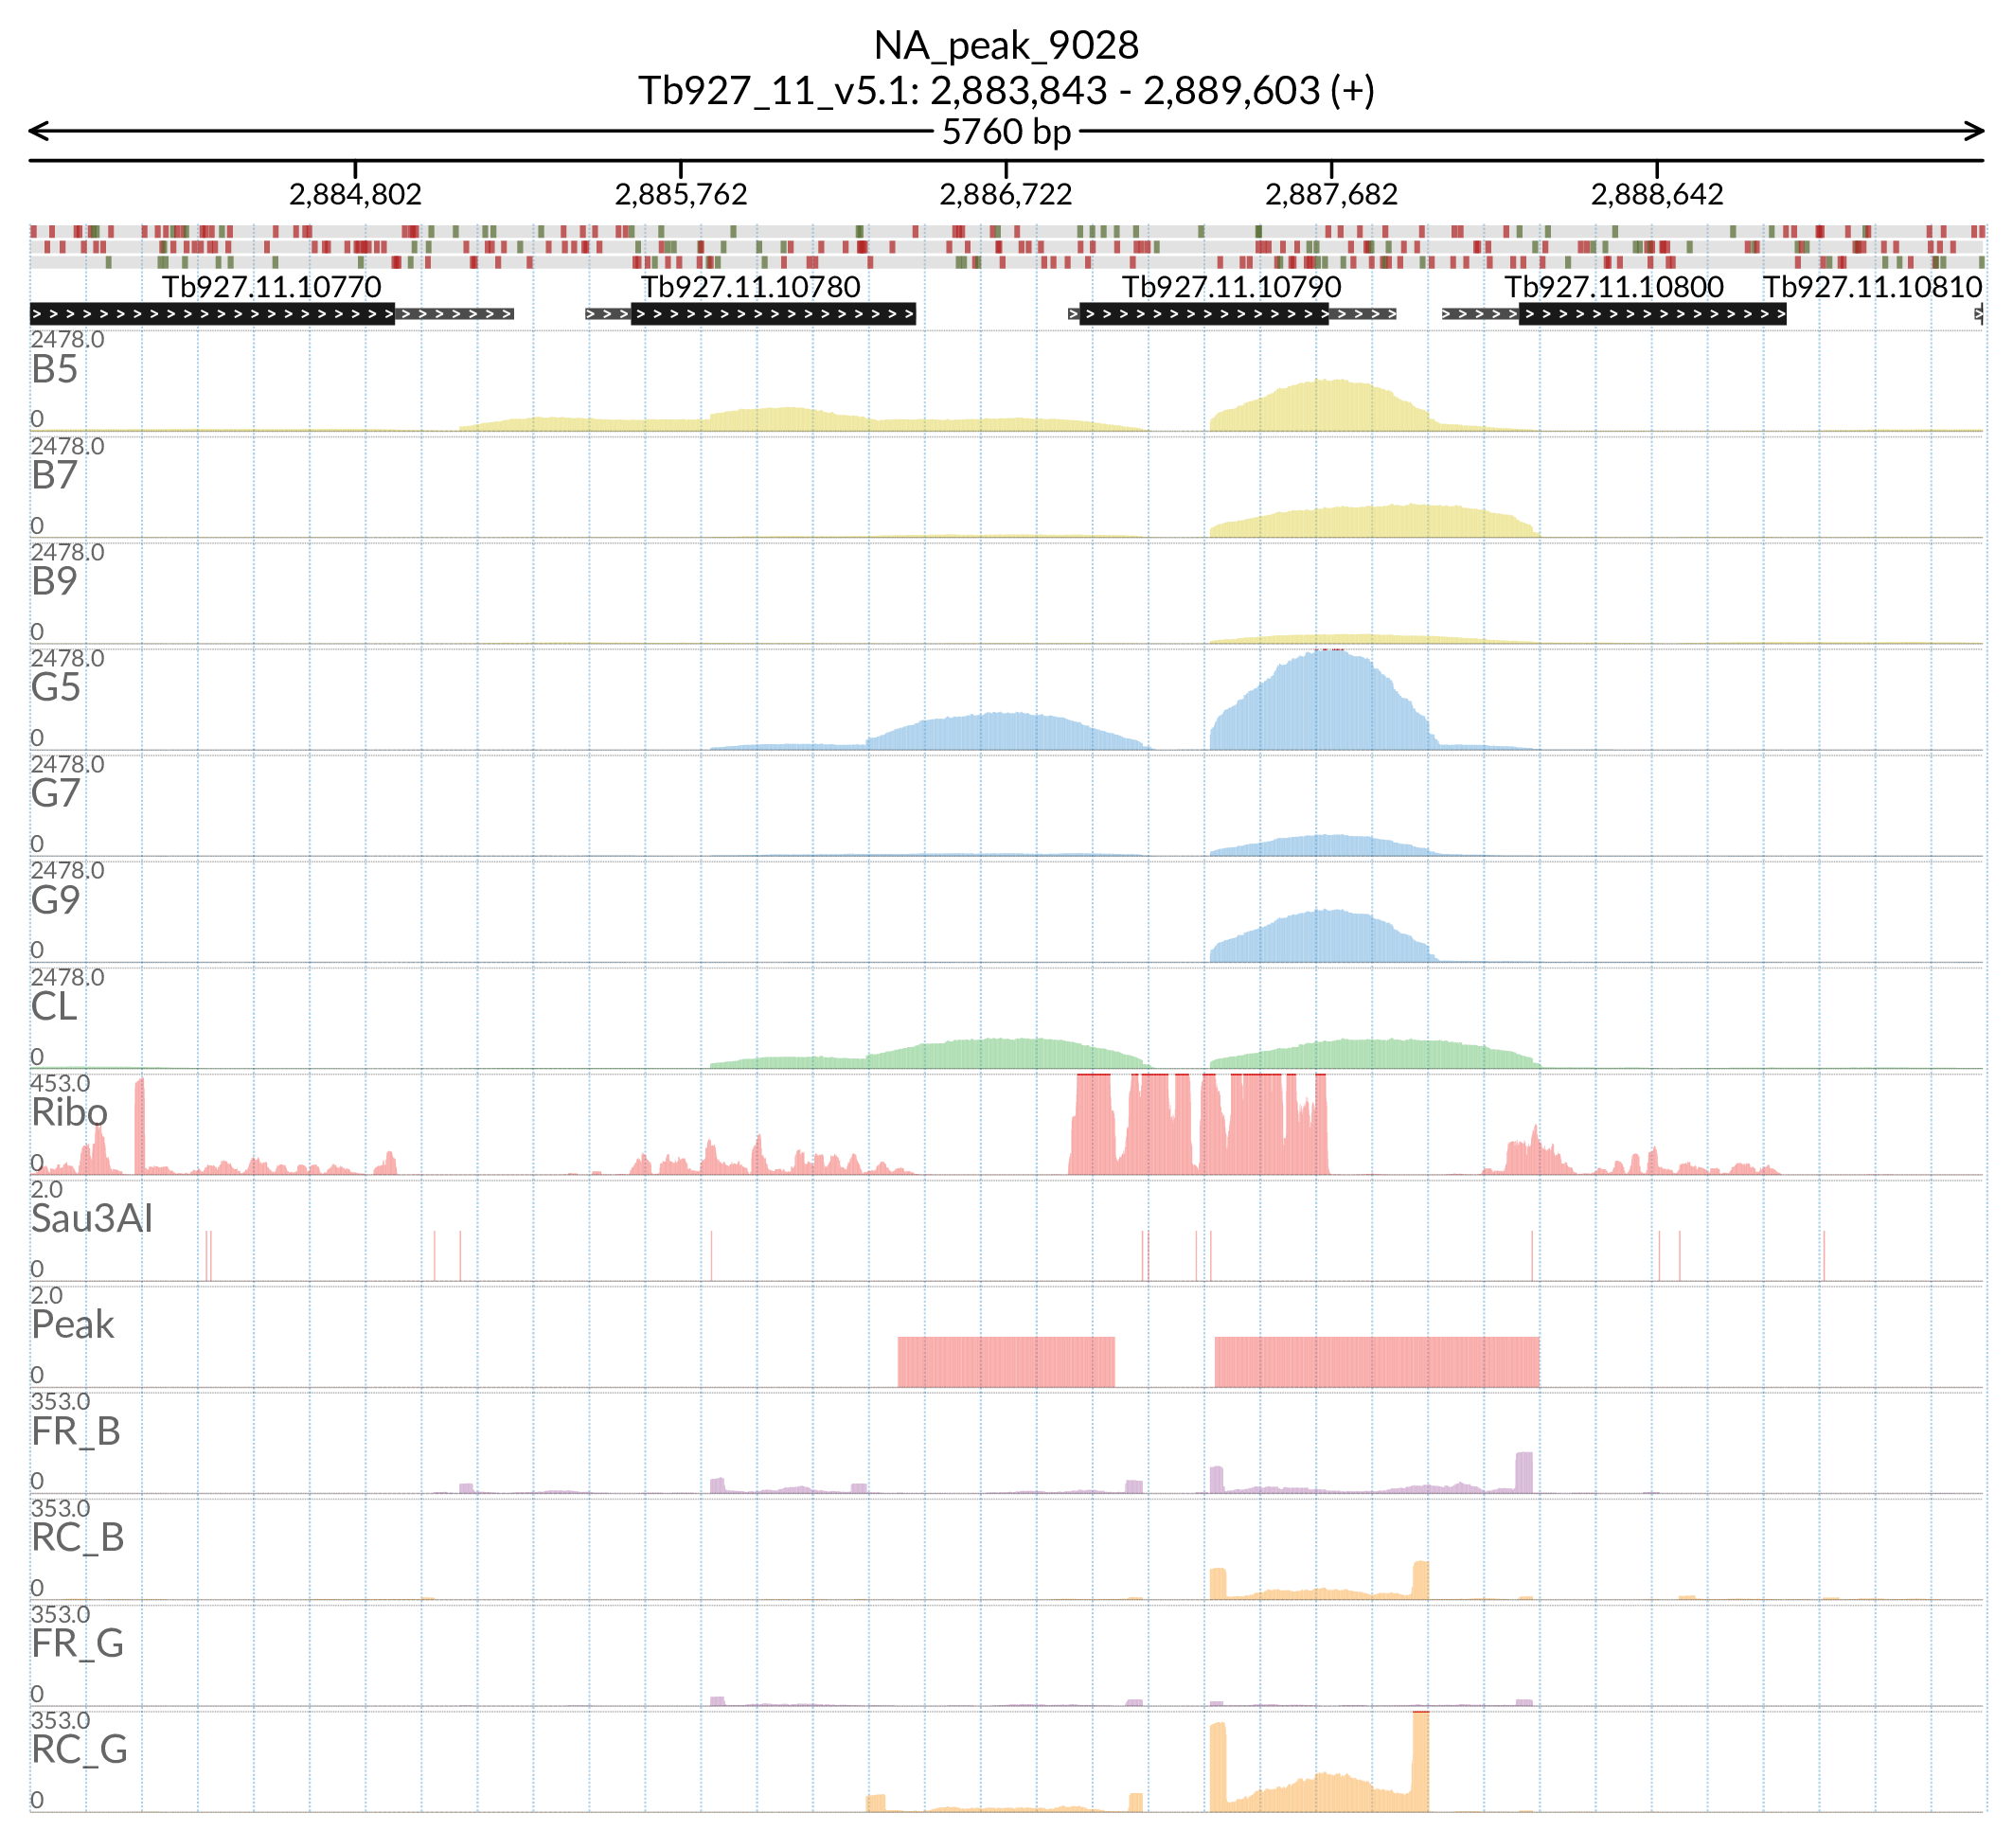 NA_peak_9028
Tb927_11_v5.1: 2,883,843 - 2,889,603 (+)
5760 bp
2,884,802 2,885,762 2,886,722 2,887,682 2,888,642
Tb927.11.10770 Tb927.11.10780 Tb927.11.10790 Tb927.11.10800 Tb927.11.10810
2478.0
B5
0
2478.0
B7
0
2478.0
B9
0
2478.0
G5
0
2478.0
G7
0
2478.0
G9
0
2478.0
CL
0
453.0
Ribo
0
2.0
Sau3AI
0
2.0
Peak
0
353.0
FR_B
0
353.0
RC_B
0
353.0
FR_G
0
353.0
RC_G
0